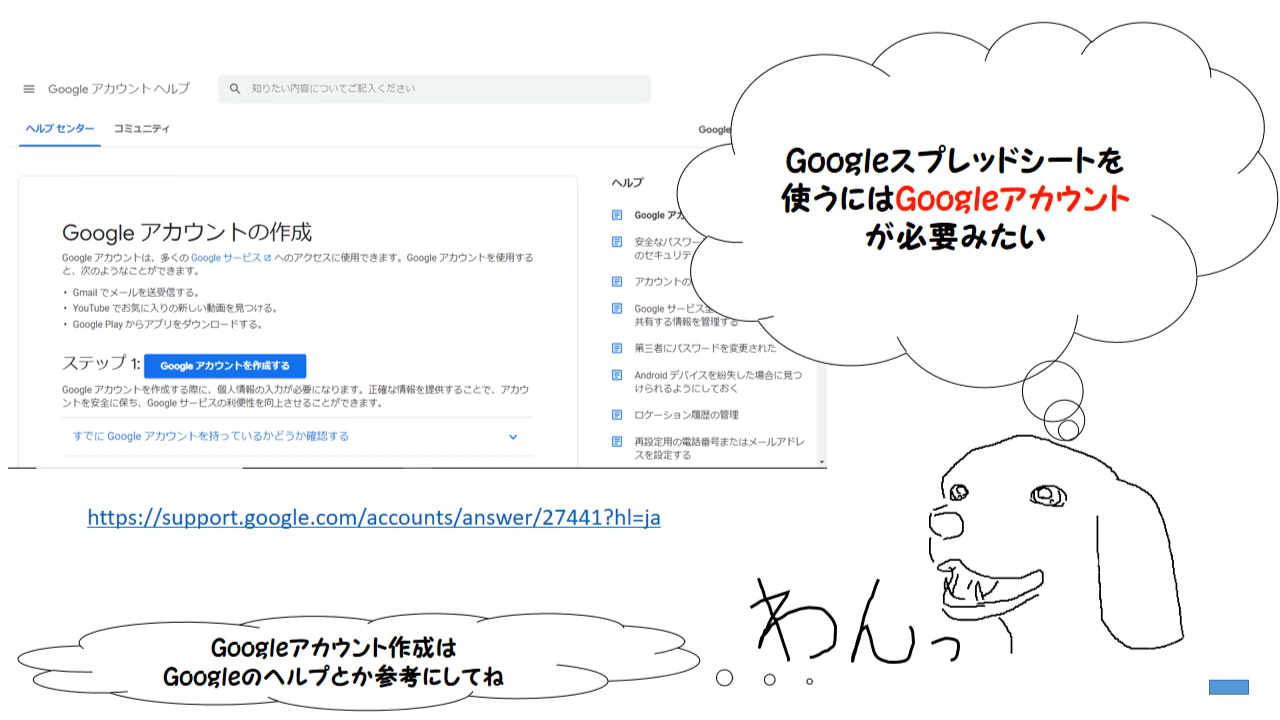 Google アカウント ヘルプ
知りたい内容についてご記入ください
ヘルプ センター
コミュニティ
Google
Google アカウントの作成
Google アカウントは、多くの Google サービス へのアクセスに使用できます。Google アカウントを使用する
と、次のようなことができます。
• Gmail でメールを送受信する。
• YouTube でお気に入りの新しい動画を見つける。
• Google Play からアプリをダウンロードする。
ステップ 1: Google アカウントを作成する
Google アカウントを作成する際に、個人情報の入力が必要になります。正確な情報を提供することで、アカウ
ントを安全に保ち、Google サービスの利便性を向上させることができます。
すでに Google アカウントを持っているかどうか確認する
ヘルプ
Google アカ
安全なパスワー
のセキュリテ
アカウントの
Google サービス全
共有する情報を管理する
第三者にパスワードを変更された
Android デバイスを紛失した場合に見つ
けられるようにしておく
ロケーション履歴の管理
再設定用の電話番号またはメールアドレ
スを設定する
Googleスプレッドシートを
使うにはGoogleアカウント
が必要みたい
https://support.google.com/accounts/answer/27441?hl=ja
わんっ
Googleアカウント作成は
Googleのヘルプとか参考にしてね